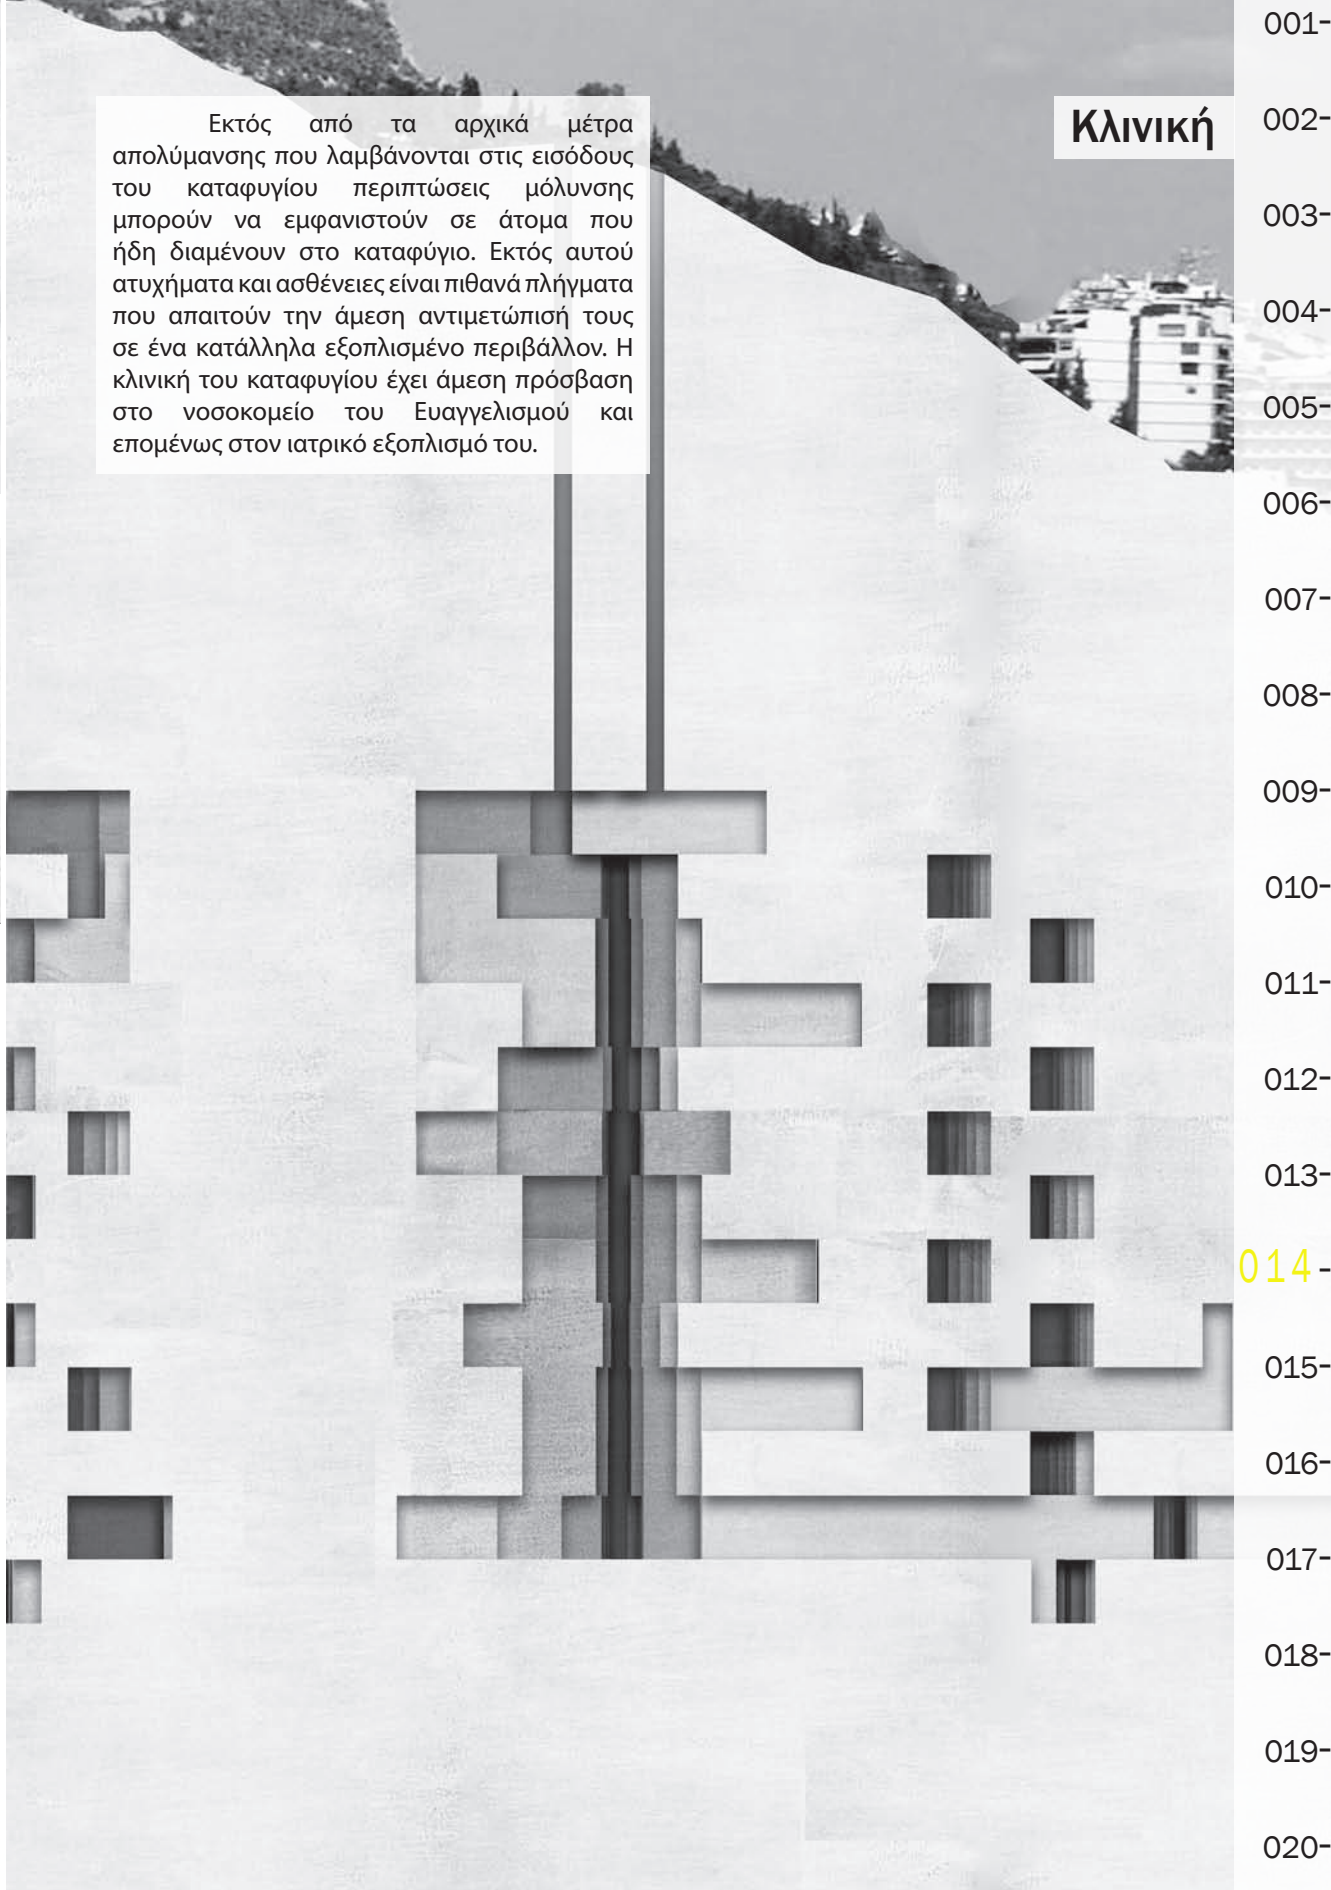 Εκτός από τα αρχικά μέτρα
απολύμανσης που λαμβάνονται στις εισόδους
του καταφυγίου περιπτώσεις μόλυνσης
μπορούν να εμφανιστούν σε άτομα που
ήδη διαμένουν στο καταφύγιο. Εκτός αυτού
ατυχήματα και ασθένειες είναι πιθανά πλήγματα
που απαιτούν την άμεση αντιμετώπισή τους
σε ένα κατάλληλα εξοπλισμένο περιβάλλον. Η
κλινική του καταφυγίου έχει άμεση πρόσβαση
στο νοσοκομείο του Ευαγγελισμού και
επομένως στον ιατρικό εξοπλισμό του.
Κλινική
001-
002-
003-
004-
005-
006-
007-
008-
009-
010-
011-
012-
013-
014-
015-
016-
017-
018-
019-
020-